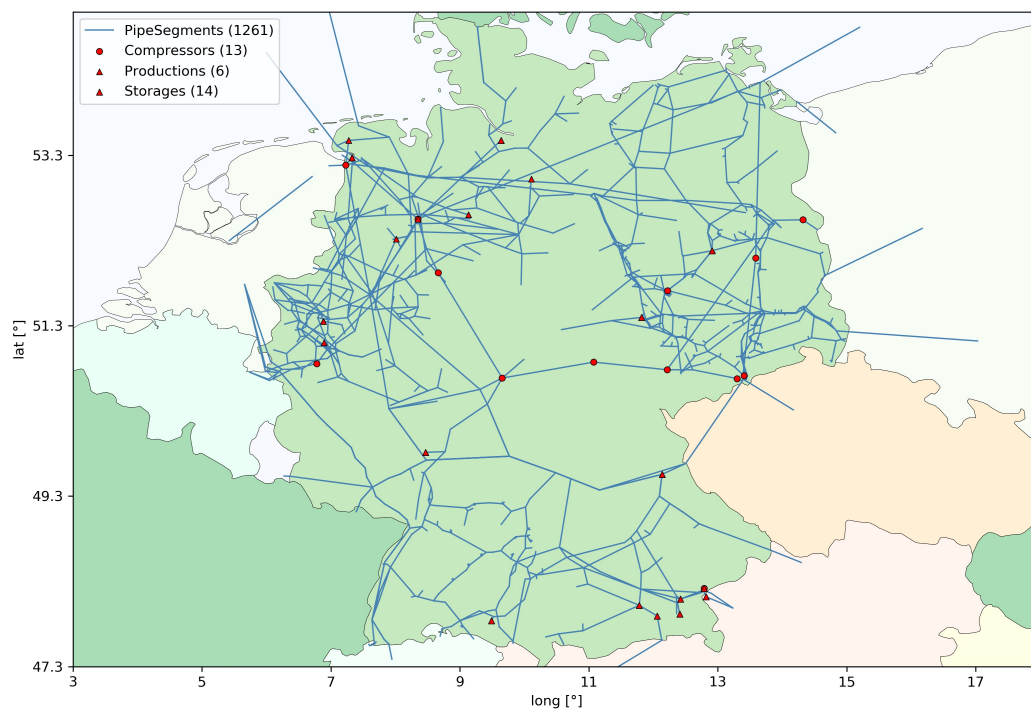 PipeSegments (1261)
Compressors (13)
Productions (6)
Storages (14)
lat [°]
53.3
51.3
49.3
47.3
3 5 7 9 11 13 15 17
long [°]